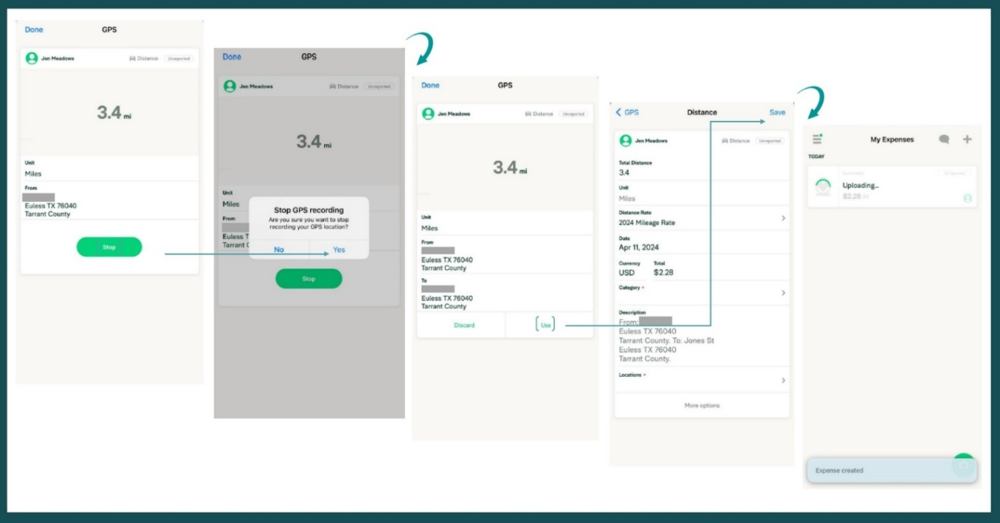 Done
GPS
Jen Meadows
Distance
Unreported
3.4 mi
Unit
Miles
From
Euless TX 76040
Tarrant County
Stop
Done
GPS
Jen Meadows
Distance
Unreported
3.4 mi
Unit
Miles
From
Euless T
Tarrant C
Stop GPS recording
Are you sure you want to stop
recording your GPS location?
No
Yes
Stop
Done
GPS
Jen Meadows
Distance
Unreported
3.4 mi
Unit
Miles
From
Euless TX 76040
Tarrant County
To
Euless TX 76040
Tarrant County
Discard
Use
GPS
Distance
Save
Jen Meadows
Distance
Unreported
Total Distance
3.4
Unit
Miles
Distance Rate
2024 Mileage Rate
Date
Apr 11, 2024
Currency Total
USD $2.28
Category •
Description
From:
Euless TX 76040
Tarrant County. To: Jones St
Euless TX 76040
Tarrant County.
Locations •
More options
My Expenses
TODAY
Uploading...
$2.28
Expense created